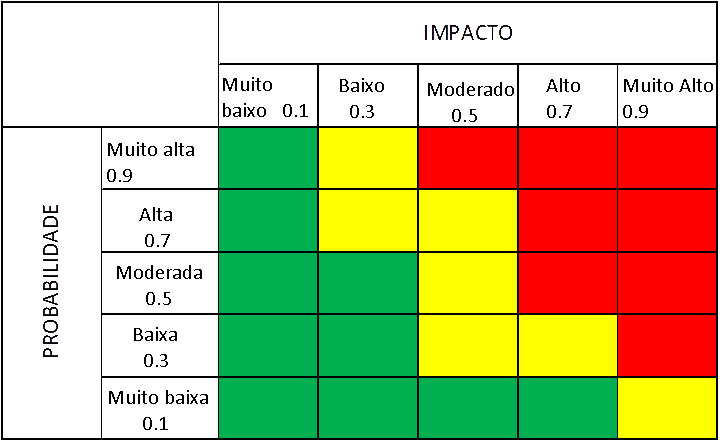 IMPACTO
Muito
baixo 0.1
Baixo
0.3
Moderado
0.5
Alto
0.7
Muito Alto
0.9
PROBABILIDADE
Muito alta
0.9
Alta
0.7
Moderada
0.5
Baixa
0.3
Muito baixa
0.1